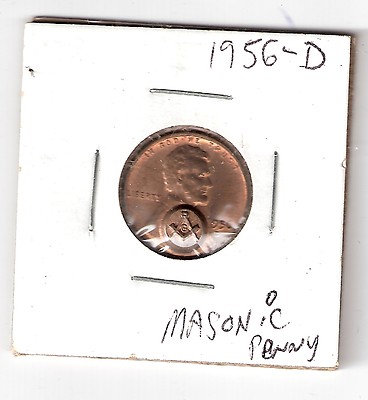 1956-D
IN GOD WE TRUST
LIBERTY
MASONIC
PENNY